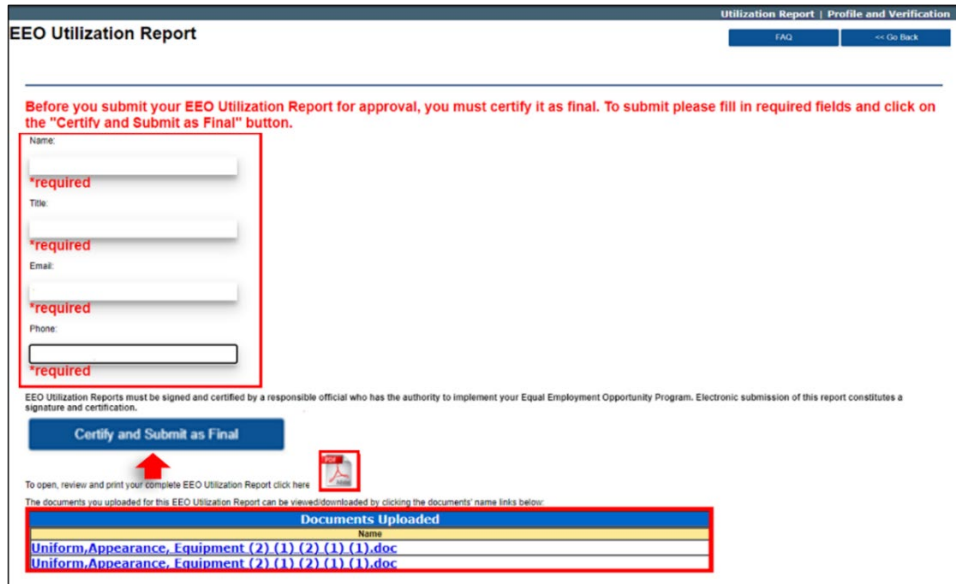 Utilization Report | Profile and Verification
EEO Utilization Report
FAQ
<< Go Back
Before you submit your EEO Utilization Report for approval, you must certify it as final. To submit please fill in required fields and click on
the "Certify and Submit as Final" button.
Name:
*required
Title:
*required
Email:
*required
Phone:
*required
EEO Utilization Reports must be signed and certified by a responsible official who has the authority to implement your Equal Employment Opportunity Program. Electronic submission of this report constitutes a
signature and certification.
Certify and Submit as Final
PDF
To open, review and print your complete EEO Utilization Report click here
The documents you uploaded for this EEO Utilization Report can be viewed/downloaded by clicking the documents' name links below:
Documents Uploaded
Name
Uniform,Appearance, Equipment (2) (1) (2) (1) (1).doc
Uniform,Appearance, Equipment (2) (1) (2) (1) (1).doc